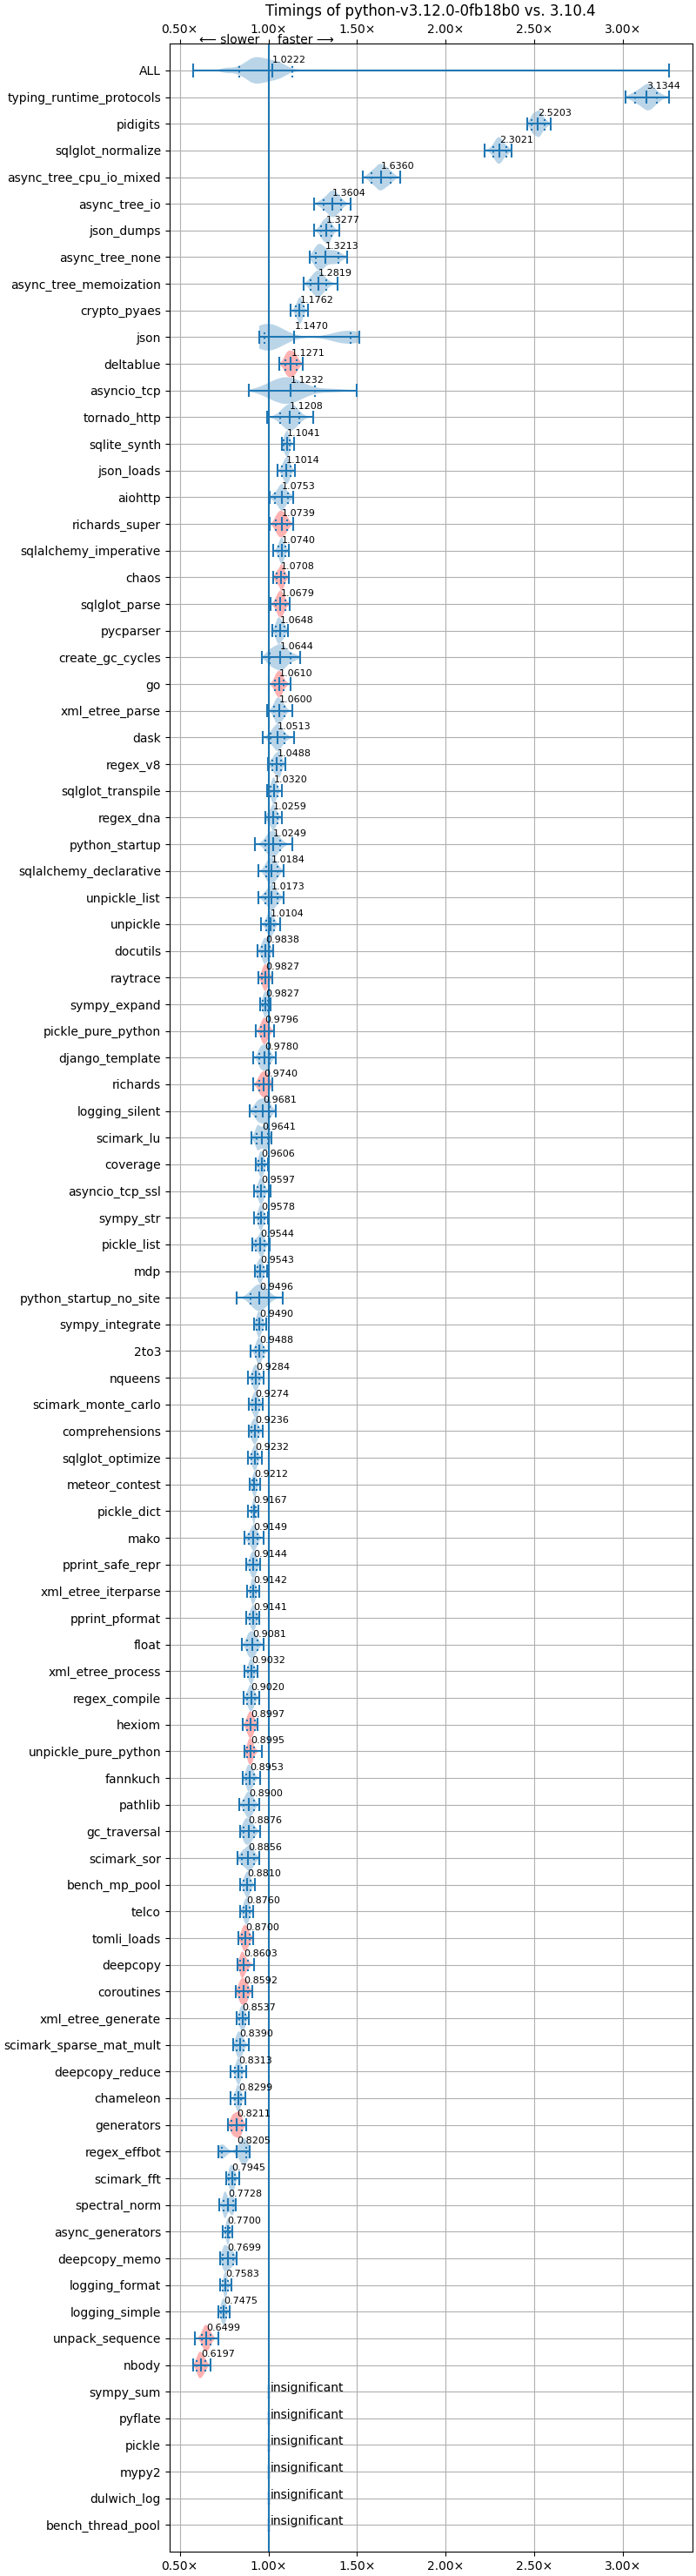 Timings of python-v3.12.0-0fb18b0 vs. 3.10.4
0.50× 1.00× 1.50× 2.00× 2.50× 3.00×
⟵ slower faster ⟶
ALL 1.0222
typing_runtime_protocols 3.1344
pidigits 2.5203
sqlglot_normalize 2.3021
async_tree_cpu_io_mixed 1.6360
async_tree_io 1.3604
json_dumps 1.3277
async_tree_none 1.3213
async_tree_memoization 1.2819
crypto_pyaes 1.1762
json 1.1470
deltablue 1.1271
asyncio_tcp 1.1232
tornado_http 1.1208
sqlite_synth 1.1041
json_loads 1.1014
aiohttp 1.0753
richards_super 1.0739
sqlalchemy_imperative 1.0740
chaos 1.0708
sqlglot_parse 1.0679
pycparser 1.0648
create_gc_cycles 1.0644
go 1.0610
xml_etree_parse 1.0600
dask 1.0513
regex_v8 1.0488
sqlglot_transpile 1.0320
regex_dna 1.0259
python_startup 1.0249
sqlalchemy_declarative 1.0184
unpickle_list 1.0173
unpickle 1.0104
docutils 0.9838
raytrace 0.9827
sympy_expand 0.9827
pickle_pure_python 0.9796
django_template 0.9780
richards 0.9740
logging_silent 0.9681
scimark_lu 0.9641
coverage 0.9606
asyncio_tcp_ssl 0.9597
sympy_str 0.9578
pickle_list 0.9544
mdp 0.9543
python_startup_no_site 0.9496
sympy_integrate 0.9490
2to3 0.9488
nqueens 0.9284
scimark_monte_carlo 0.9274
comprehensions 0.9236
sqlglot_optimize 0.9232
meteor_contest 0.9212
pickle_dict 0.9167
mako 0.9149
pprint_safe_repr 0.9144
xml_etree_iterparse 0.9142
pprint_pformat 0.9141
float 0.9081
xml_etree_process 0.9032
regex_compile 0.9020
hexiom 0.8997
unpickle_pure_python 0.8995
fannkuch 0.8953
pathlib 0.8900
gc_traversal 0.8876
scimark_sor 0.8856
bench_mp_pool 0.8810
telco 0.8760
tomli_loads 0.8700
deepcopy 0.8603
coroutines 0.8592
xml_etree_generate 0.8537
scimark_sparse_mat_mult 0.8390
deepcopy_reduce 0.8313
chameleon 0.8299
generators 0.8211
regex_effbot 0.8205
scimark_fft 0.7945
spectral_norm 0.7728
async_generators 0.7700
deepcopy_memo 0.7699
logging_format 0.7583
logging_simple 0.7475
unpack_sequence 0.6499
nbody 0.6197
sympy_sum insignificant
pyflate insignificant
pickle insignificant
mypy2 insignificant
dulwich_log insignificant
bench_thread_pool insignificant
0.50× 1.00× 1.50× 2.00× 2.50× 3.00×